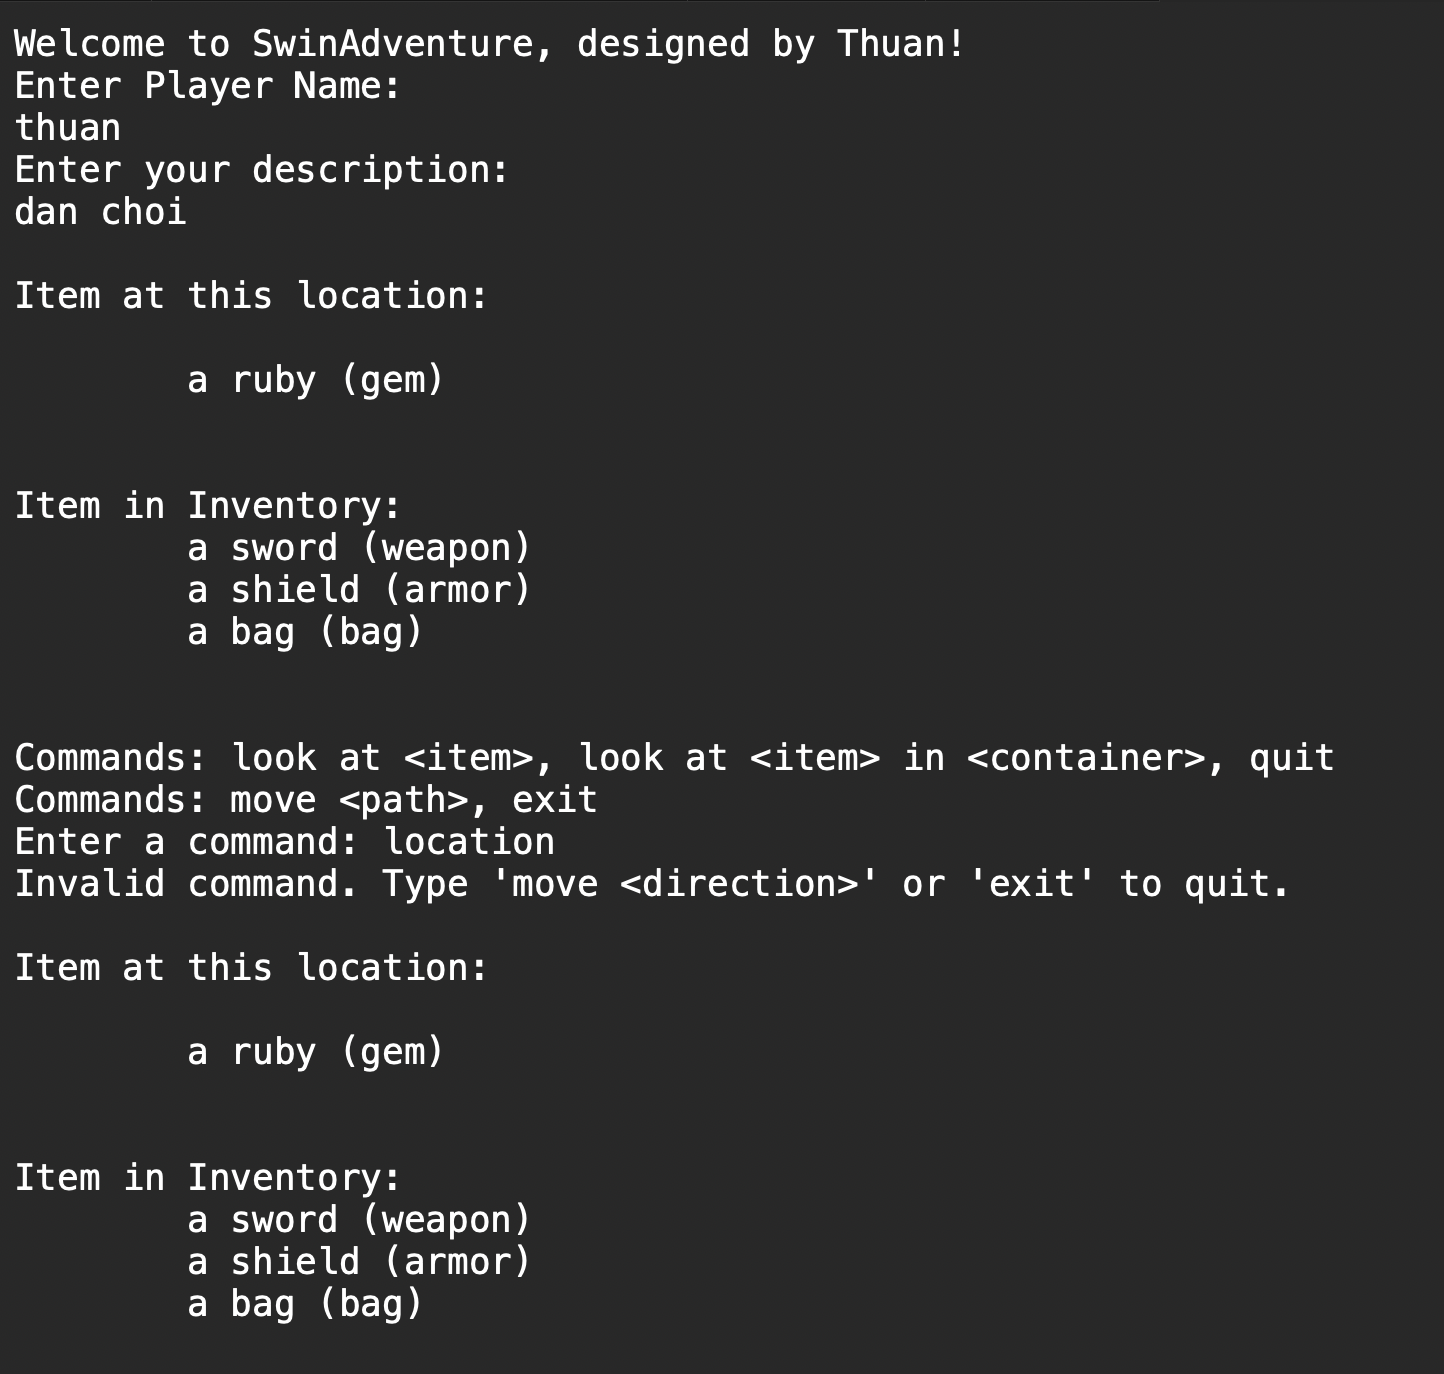 Welcome to SwinAdventure, designed by Thuan!
Enter Player Name:
thuan
Enter your description:
dan choi
Item at this location:
a ruby (gem)
Item in Inventory:
a sword (weapon)
a shield (armor)
a bag (bag)
Commands: look at <item>, look at <item> in <container>, quit
Commands: move <path>, exit
Enter a command: location
Invalid command. Type 'move <direction>' or 'exit' to quit.
Item at this location:
a ruby (gem)
Item in Inventory:
a sword (weapon)
a shield (armor)
a bag (bag)